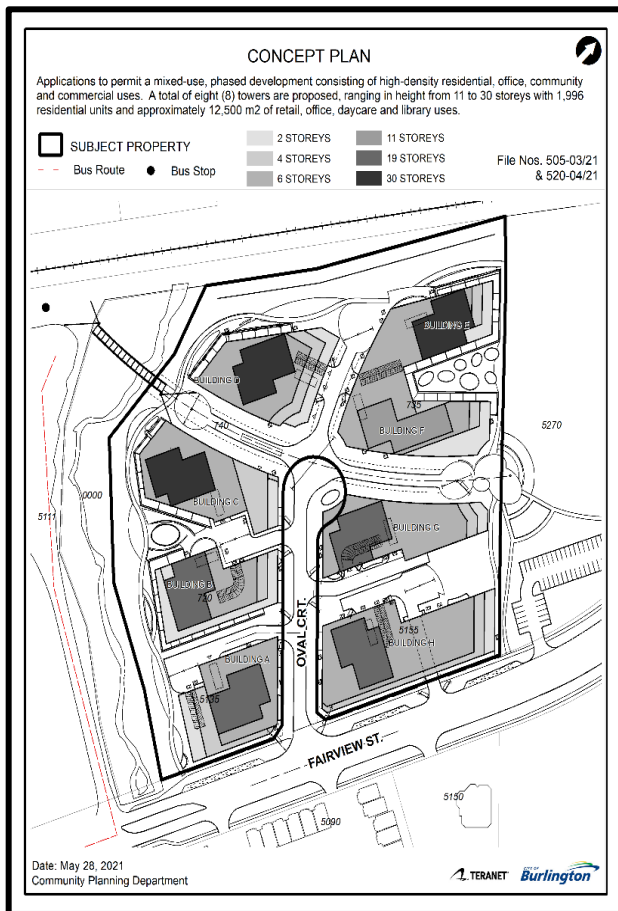 CONCEPT PLAN
Applications to permit a mixed-use, phased development consisting of high-density residential, office, community
and commercial uses. A total of eight (8) towers are proposed, ranging in height from 11 to 30 storeys with 1,996
residential units and approximately 12,500 m2 of retail, office, daycare and library uses.
SUBJECT PROPERTY
Bus Route
Bus Stop
2 STOREYS
4 STOREYS
6 STOREYS
11 STOREYS
19 STOREYS
30 STOREYS
File Nos. 505-03/21
& 520-04/21
BUILDING E
BUILDING D
735
BUILDING F
740
5270
0000
5111
BUILDING C
BUILDING G
BUILDING B
750
OVAL CRT.
5155
BUILDING H
BUILDING A
5135
FAIRVIEW ST.
5150
5090
Date: May 28, 2021
Community Planning Department
TERANET
CITY OF
Burlington